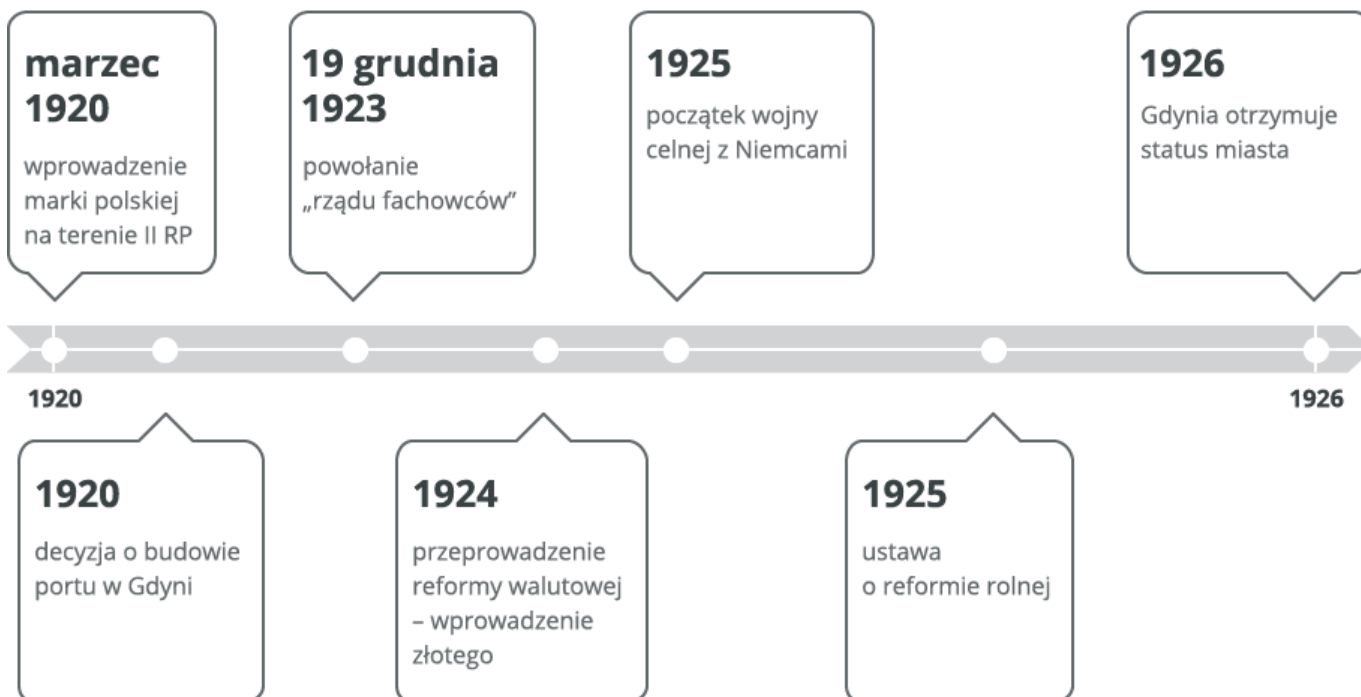 marzec
1920
wprowadzenie
marki polskiej
na terenie II RP
19 grudnia
1923
powołanie
„rządu fachowców”
1925
początek wojny
celnej z Niemcami
1926
Gdynia otrzymuje
status miasta
1920
1926
1920
decyzja o budowie
portu w Gdyni
1924
przeprowadzenie
reformy walutowej
– wprowadzenie
złotego
1925
ustawa
o reformie rolnej